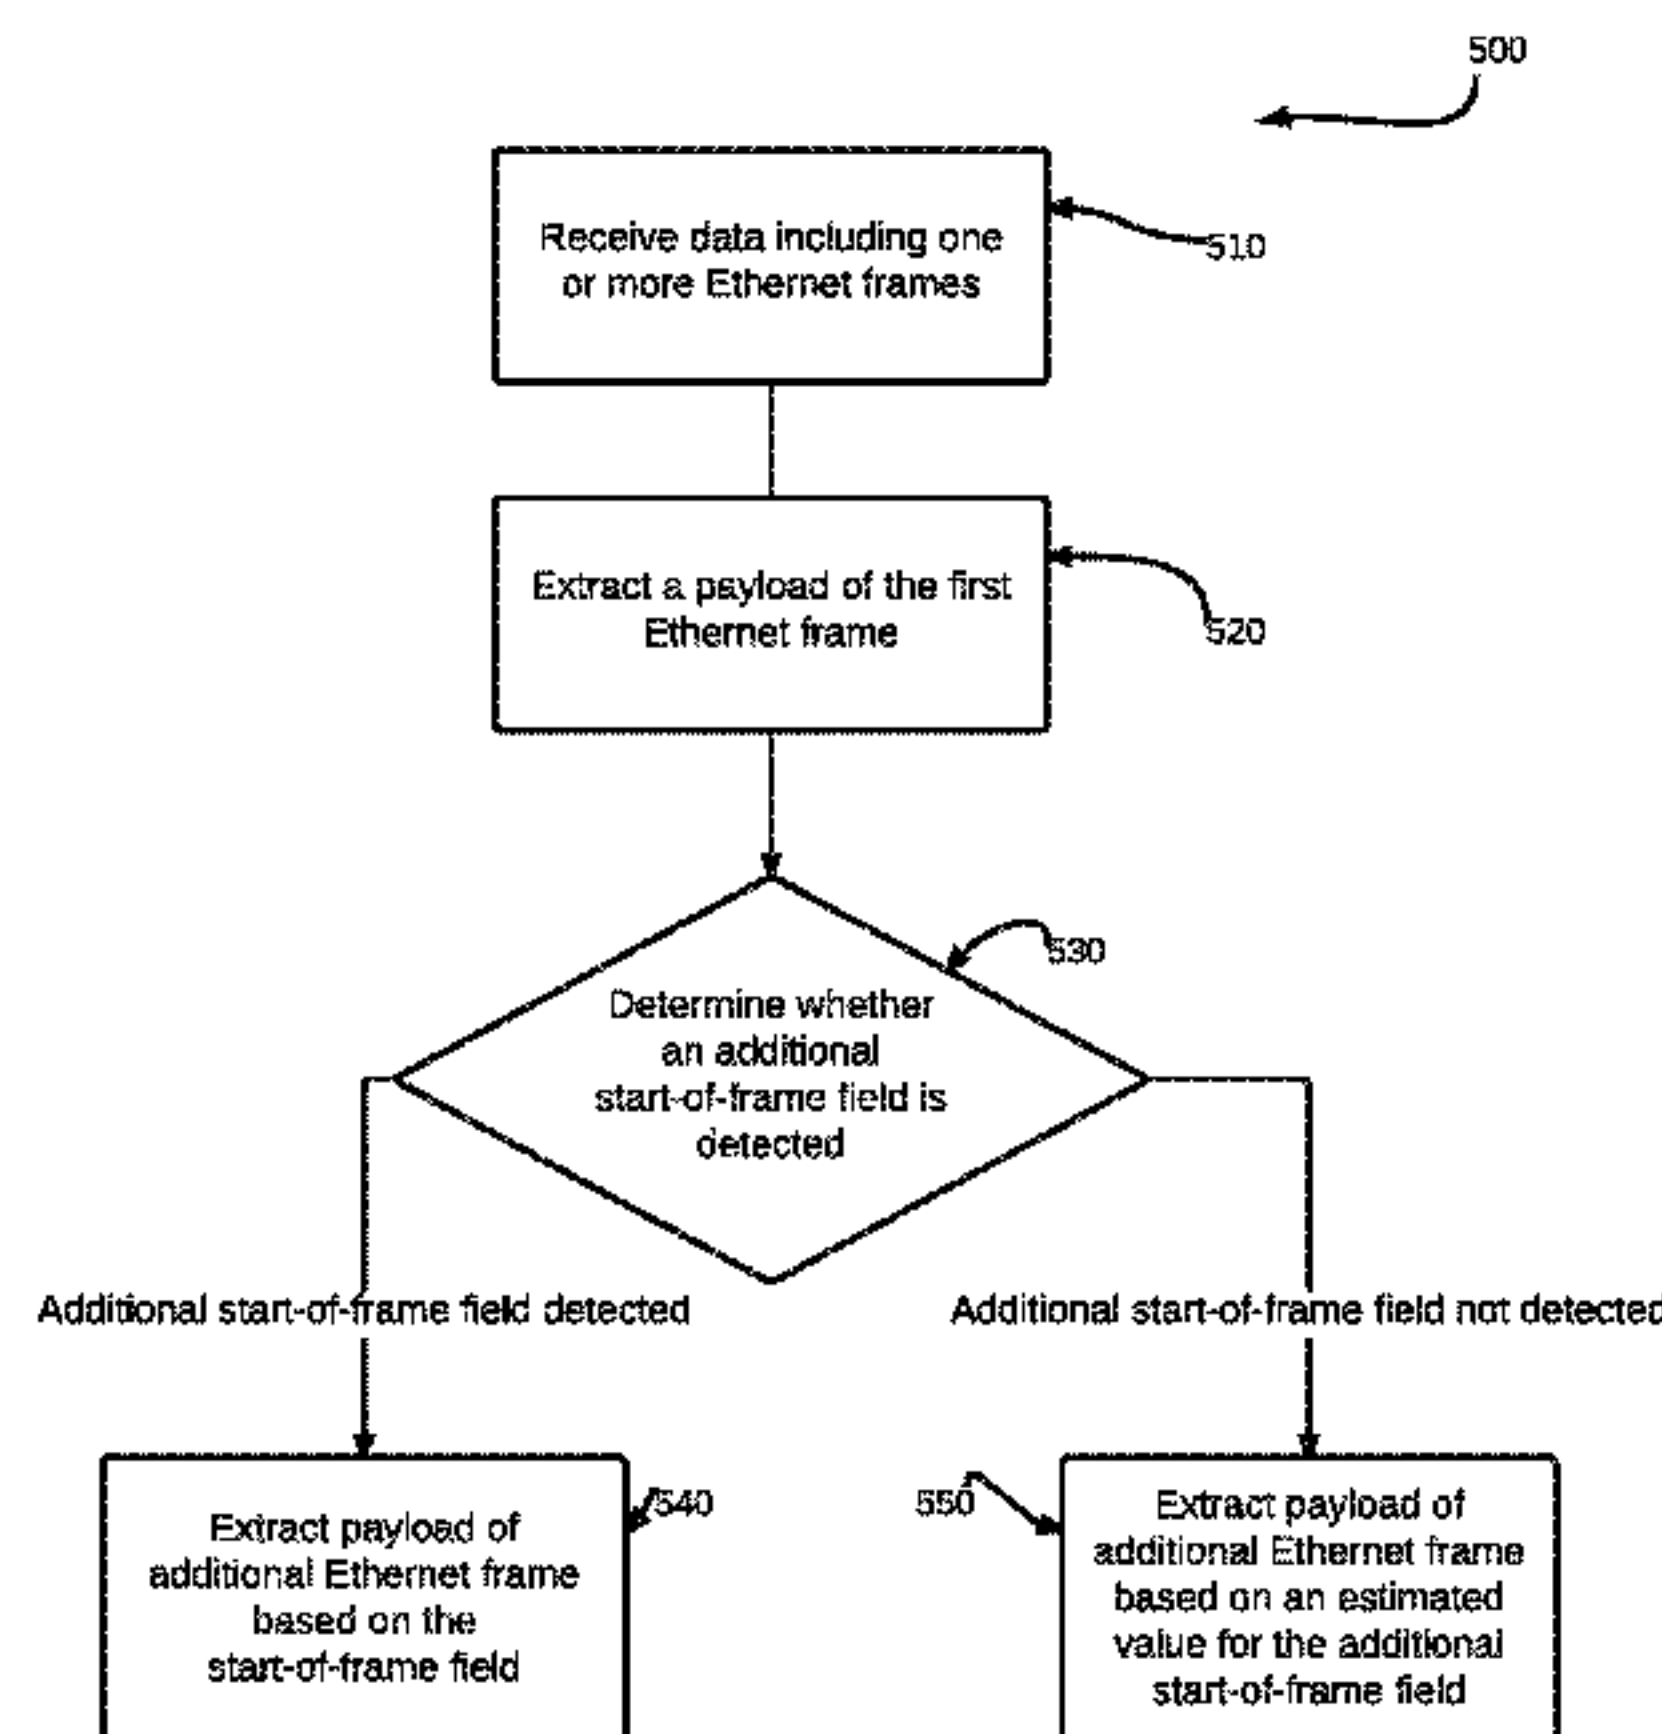 500
Receive data including one
or more Ethernet frames
510
Extract a payload of the first
Ethernet frame
520
530
Determine whether
an additional
start-of-frame field is
detected
Additional start-of-frame field detected
Additional start-of-frame field not detected
540
550
Extract payload of
additional Ethernet frame
based on the
start-of-frame field
Extract payload of
additional Ethernet frame
based on an estimated
value for the additional
start-of-frame field